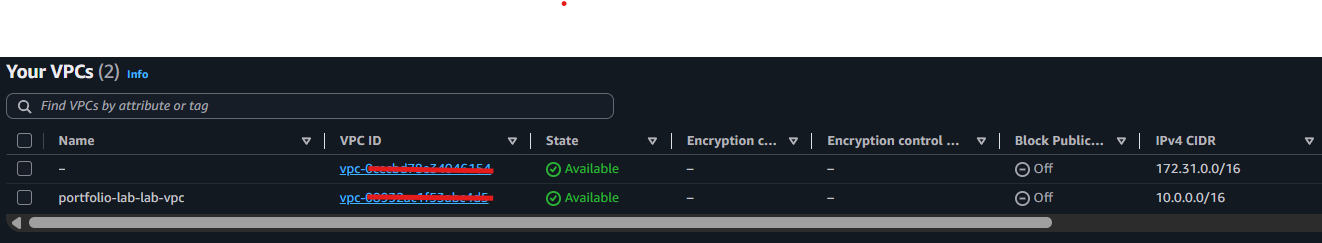 Your VPCs (2) Info
Find VPCs by attribute or tag
Name VPC ID State Encryption c... Encryption control ... Block Public... IPv4 CIDR
– Available – – Off 172.31.0.0/16
portfolio-lab-lab-vpc Available – – Off 10.0.0.0/16